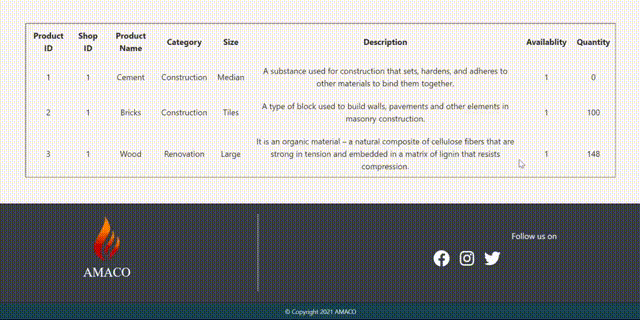 Product ID Shop ID Product Name Category Size Description Availablity Quantity
1 1 Cement Construction Median A substance used for construction that sets, hardens, and adheres to
other materials to bind them together. 1 0
2 1 Bricks Construction Tiles A type of block used to build walls, pavements and other elements in
masonry construction. 1 100
3 1 Wood Renovation Large It is an organic material – a natural composite of cellulose fibers that are
strong in tension and embedded in a matrix of lignin that resists
compression. 1 148
Follow us on
AMACO
© Copyright 2021 AMACO